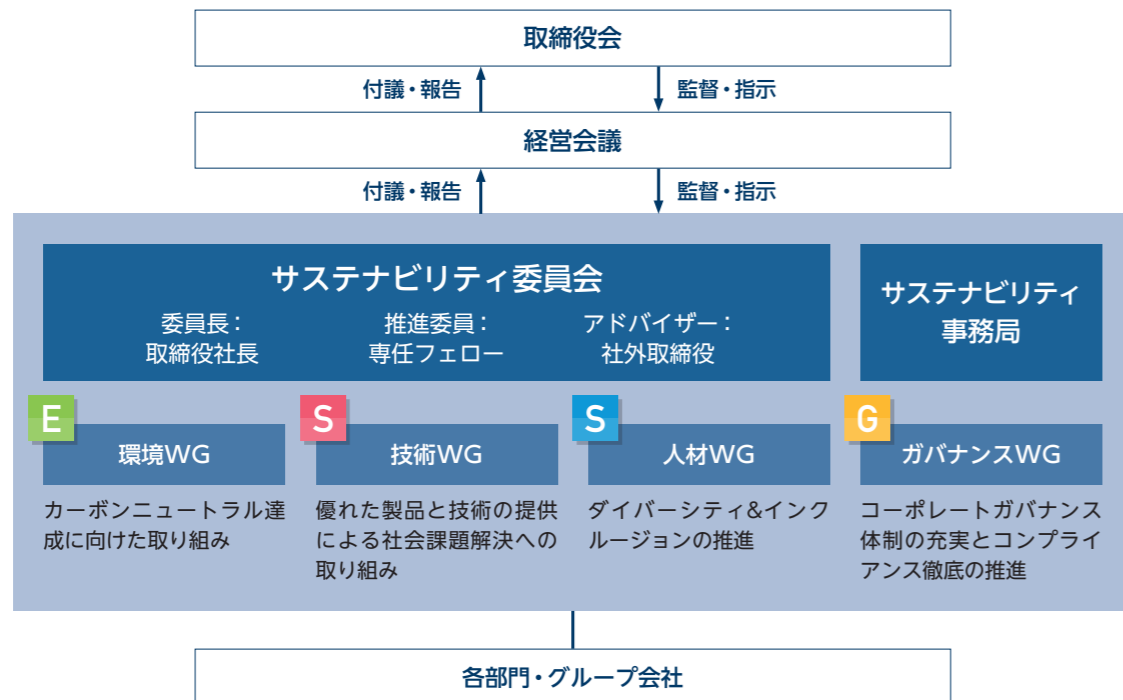 取締役会
付議・報告
監督・指示
経営会議
付議・報告
監督・指示
サステナビリティ委員会
委員長：
取締役社長
推進委員：
専任フェロー
アドバイザー：
社外取締役
サステナビリティ
事務局
E
環境WG
カーボンニュートラル達
成に向けた取り組み
S
技術WG
優れた製品と技術の提供
による社会課題解決への
取り組み
S
人材WG
ダイバーシティ&インク
ルージョンの推進
G
ガバナンスWG
コーポレートガバナンス
体制の充実とコンプライ
アンス徹底の推進
各部門・グループ会社